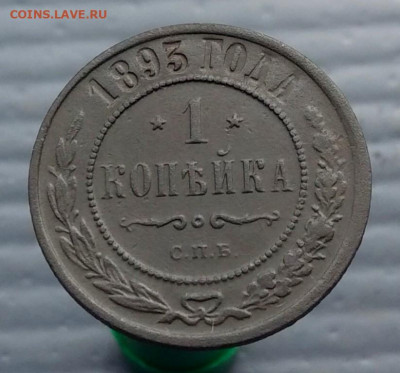 COINS.LAVE.RU
1893 ГОДА
* 1 *
КОПѢЙКА
С.П.Б.